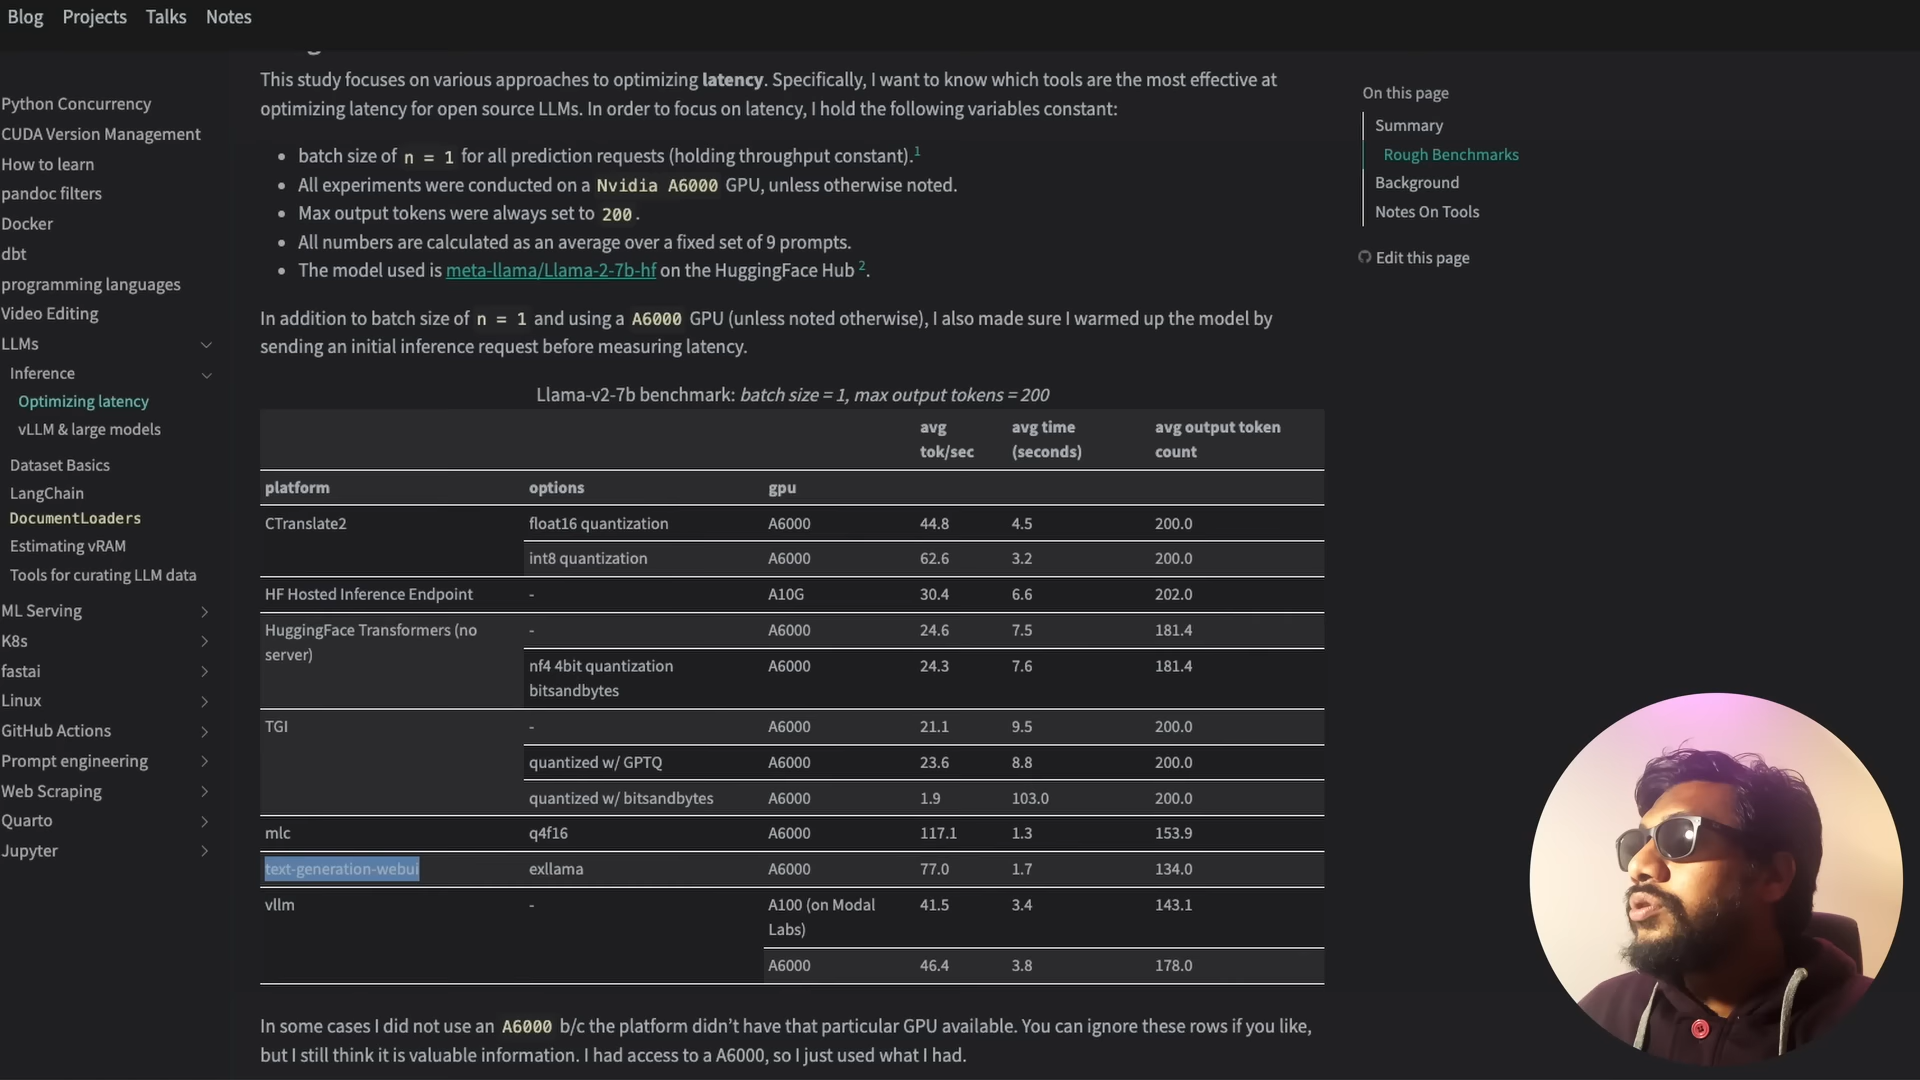 Blog Projects Talks Notes
Python Concurrency
CUDA Version Management
How to learn
pandoc filters
Docker
dbt
programming languages
Video Editing
LLMs
Inference
Optimizing latency
vLLM & large models
Dataset Basics
LangChain
DocumentLoaders
Estimating vRAM
Tools for curating LLM data
ML Serving
K8s
fastai
Linux
GitHub Actions
Prompt engineering
Web Scraping
Quarto
Jupyter
This study focuses on various approaches to optimizing latency. Specifically, I want to know which tools are the most effective at
optimizing latency for open source LLMs. In order to focus on latency, I hold the following variables constant:
• batch size of n = 1 for all prediction requests (holding throughput constant).1
• All experiments were conducted on a Nvidia A6000 GPU, unless otherwise noted.
• Max output tokens were always set to 200.
• All numbers are calculated as an average over a fixed set of 9 prompts.
• The model used is meta-llama/Llama-2-7b-hf on the HuggingFace Hub 2.
In addition to batch size of n = 1 and using a A6000 GPU (unless noted otherwise), I also made sure I warmed up the model by
sending an initial inference request before measuring latency.
Llama-v2-7b benchmark: batch size = 1, max output tokens = 200
avg avg time avg output token
tok/sec (seconds) count
platform options gpu
CTranslate2 float16 quantization A6000 44.8 4.5 200.0
int8 quantization A6000 62.6 3.2 200.0
HF Hosted Inference Endpoint - A10G 30.4 6.6 202.0
HuggingFace Transformers (no - A6000 24.6 7.5 181.4
server)
nf4 4bit quantization A6000 24.3 7.6 181.4
bitsandbytes
TGI - A6000 21.1 9.5 200.0
quantized w/ GPTQ A6000 23.6 8.8 200.0
quantized w/ bitsandbytes A6000 1.9 103.0 200.0
mlc q4f16 A6000 117.1 1.3 153.9
text-generation-webui exllama A6000 77.0 1.7 134.0
vllm - A100 (on Modal 41.5 3.4 143.1
Labs)
A6000 46.4 3.8 178.0
In some cases I did not use an A6000 b/c the platform didn't have that particular GPU available. You can ignore these rows if you like,
but I still think it is valuable information. I had access to a A6000, so I just used what I had.
On this page
Summary
Rough Benchmarks
Background
Notes On Tools
Edit this page